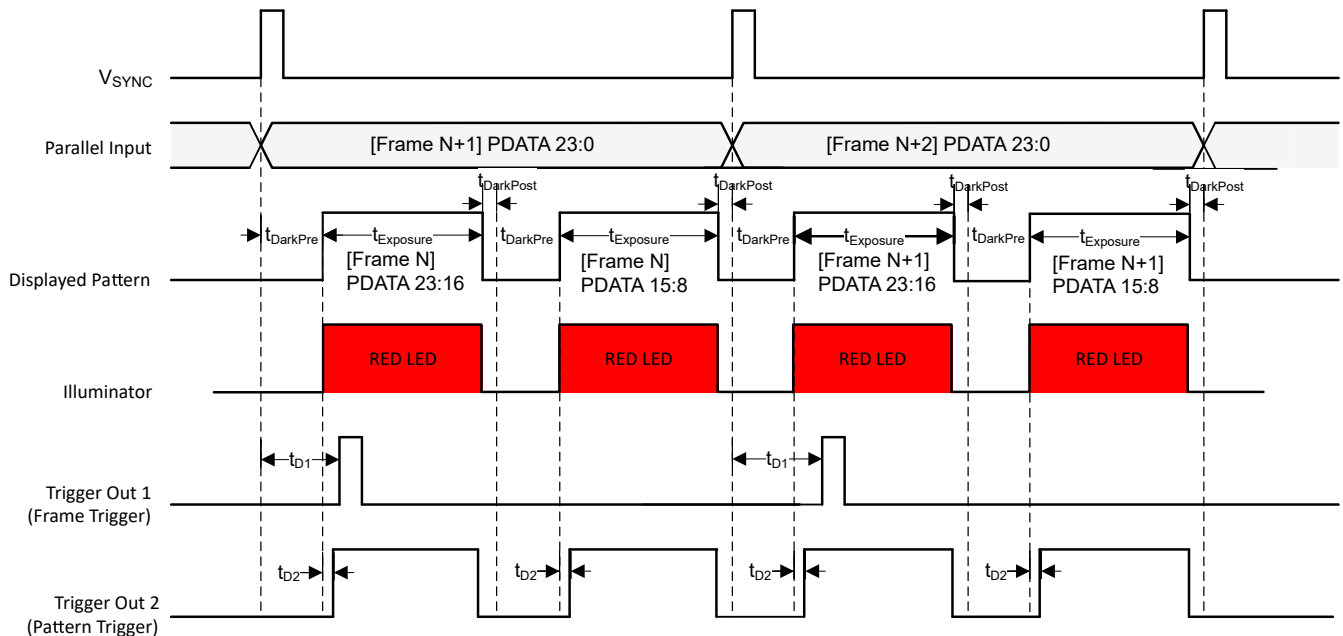 VSYNC
Parallel Input
[Frame N+1] PDATA 23:0
[Frame N+2] PDATA 23:0
tDarkPost
tDarkPost
tDarkPost
tDarkPost
tDarkPre
tExposure
tDarkPre
tExposure
tDarkPre
tExposure
tDarkPre
tExposure
Displayed Pattern
[Frame N]
PDATA 23:16
[Frame N]
PDATA 15:8
[Frame N+1]
PDATA 23:16
[Frame N+1]
PDATA 15:8
Illuminator
RED LED
RED LED
RED LED
RED LED
tD1
tD1
Trigger Out 1
(Frame Trigger)
tD2
tD2
tD2
tD2
Trigger Out 2
(Pattern Trigger)